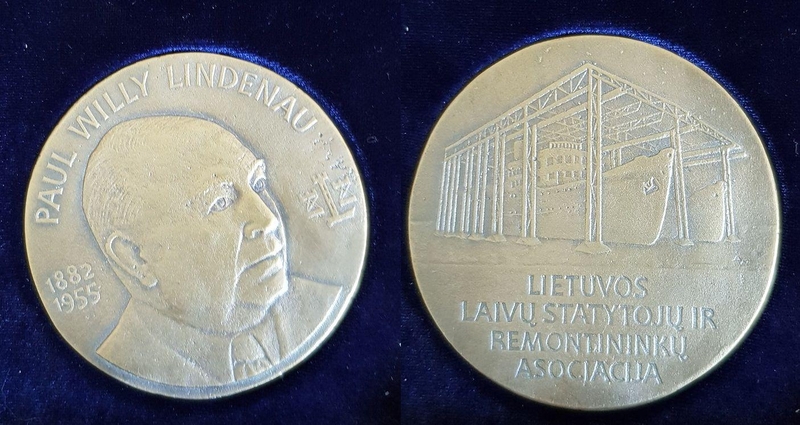 PAUL WILLY LINDENAU
1882
1955
LIETUVOS
LAIVŲ STATYTOJŲ IR
REMONTININKŲ
ASOCIACIJA